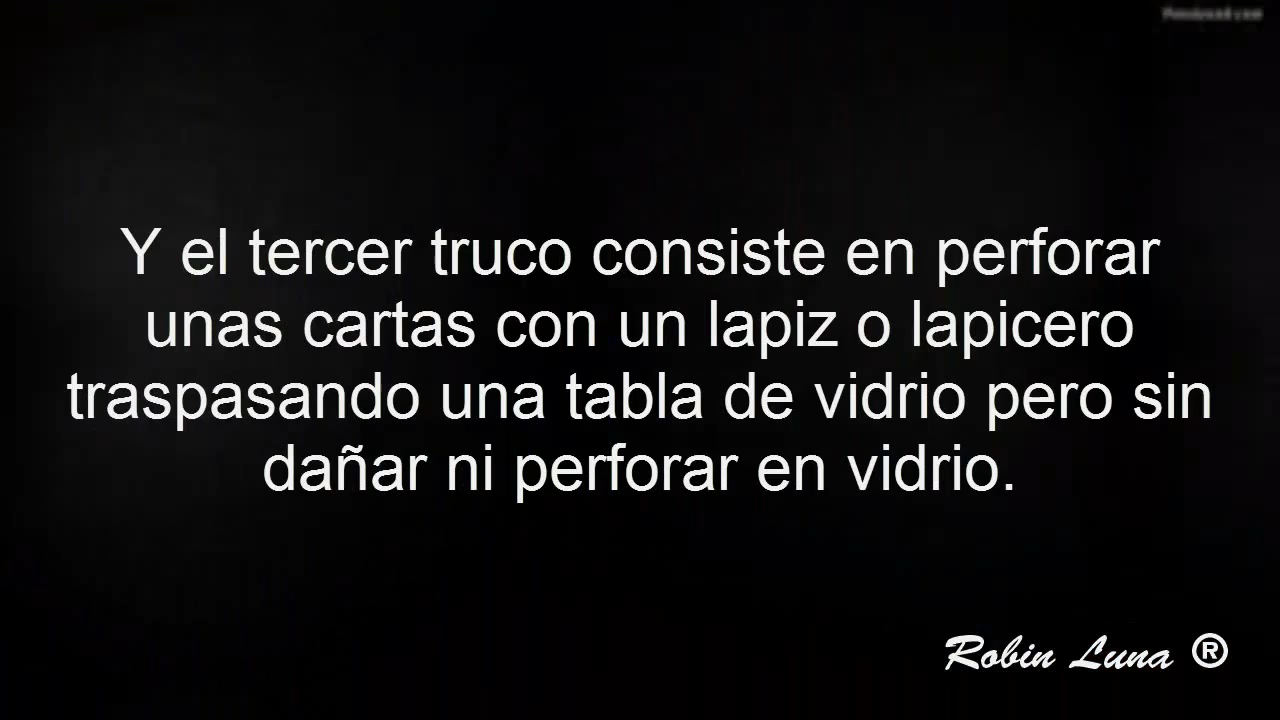 Y el tercer truco consiste en perforar
unas cartas con un lapiz o lapicero
traspasando una tabla de vidrio pero sin
dañar ni perforar en vidrio.
Robin Luna ®